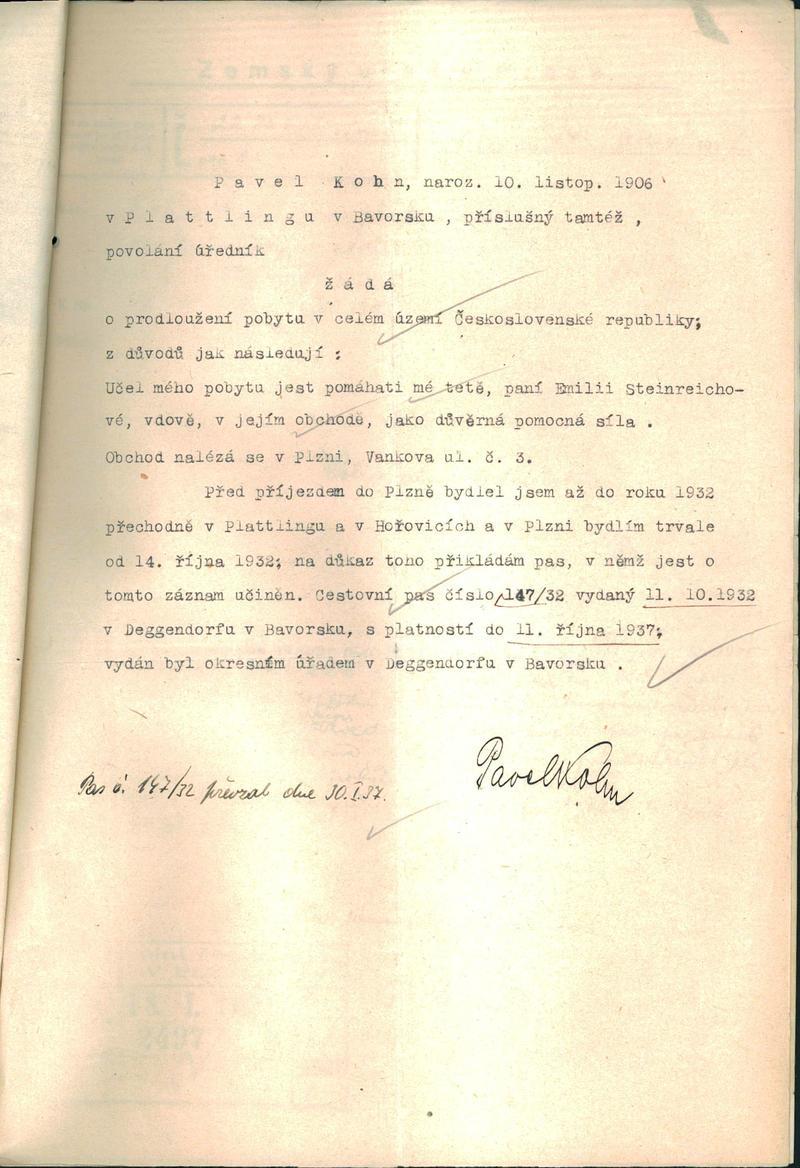 P a v e l  K o h n, naroz. 10. listop. 1906
v P l a t t l i n g u v Bavorsku , příslušný tamtéž ,
povolání úředník
ž á d á
o prodloužení pobytu v celém území Československé republiky;
z důvodů jak následují :
Učel mého pobytu jest pomáhati mé tetě, paní Emilii Steinreicho-
vé, vdově, v jejím obchodě, jako důvěrná pomocná síla .
Obchod nalézá se v Plzni, Vankova ul. č. 3.
Před příjezdem do Plzně bydlel jsem až do roku 1932
přechodně v Plattlingu a v Hořovicích a v Plzni bydlím trvale
od 14. října 1932; na důkaz toho přikládám pas, v němž jest o
tomto záznam učiněn. Cestovní pas číslo 147/32 vydaný 11. 10.1932
v Deggendorfu v Bavorsku, s platností do 11. října 1937;
vydán byl okresním úřadem v Deggendorfu v Bavorsku .
Pavel Kohn
Pas č. 147/32 převzal dne 30.I.37.